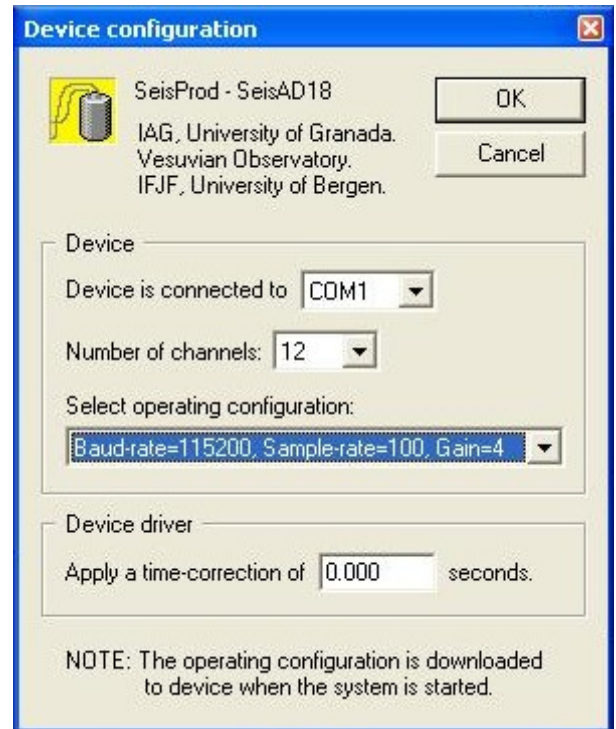 Device configuration
SeisProd - SeisAD18
OK
IAG, University of Granada.
Vesuvian Observatory.
IFJF, University of Bergen.
Cancel
Device
Device is connected to COM1
Number of channels: 12
Select operating configuration:
Baud-rate=115200, Sample-rate=100, Gain=4
Device driver
Apply a time-correction of 0.000 seconds.
NOTE: The operating configuration is downloaded
to device when the system is started.